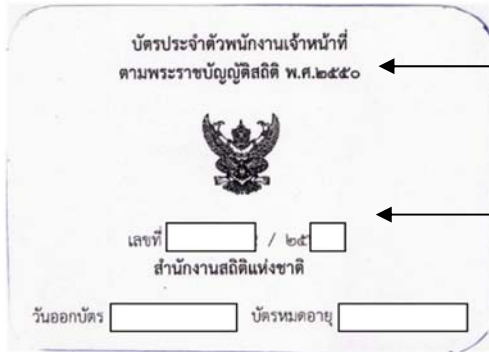 บัตรประจำตัวพนักงานเจ้าหน้าที่
ตามพระราชบัญญัติสถิติ พ.ศ.๒๕๕๐
เลขที่ / ๒๕
สำนักงานสถิติแห่งชาติ
วันออกบัตร บัตรหมดอายุ